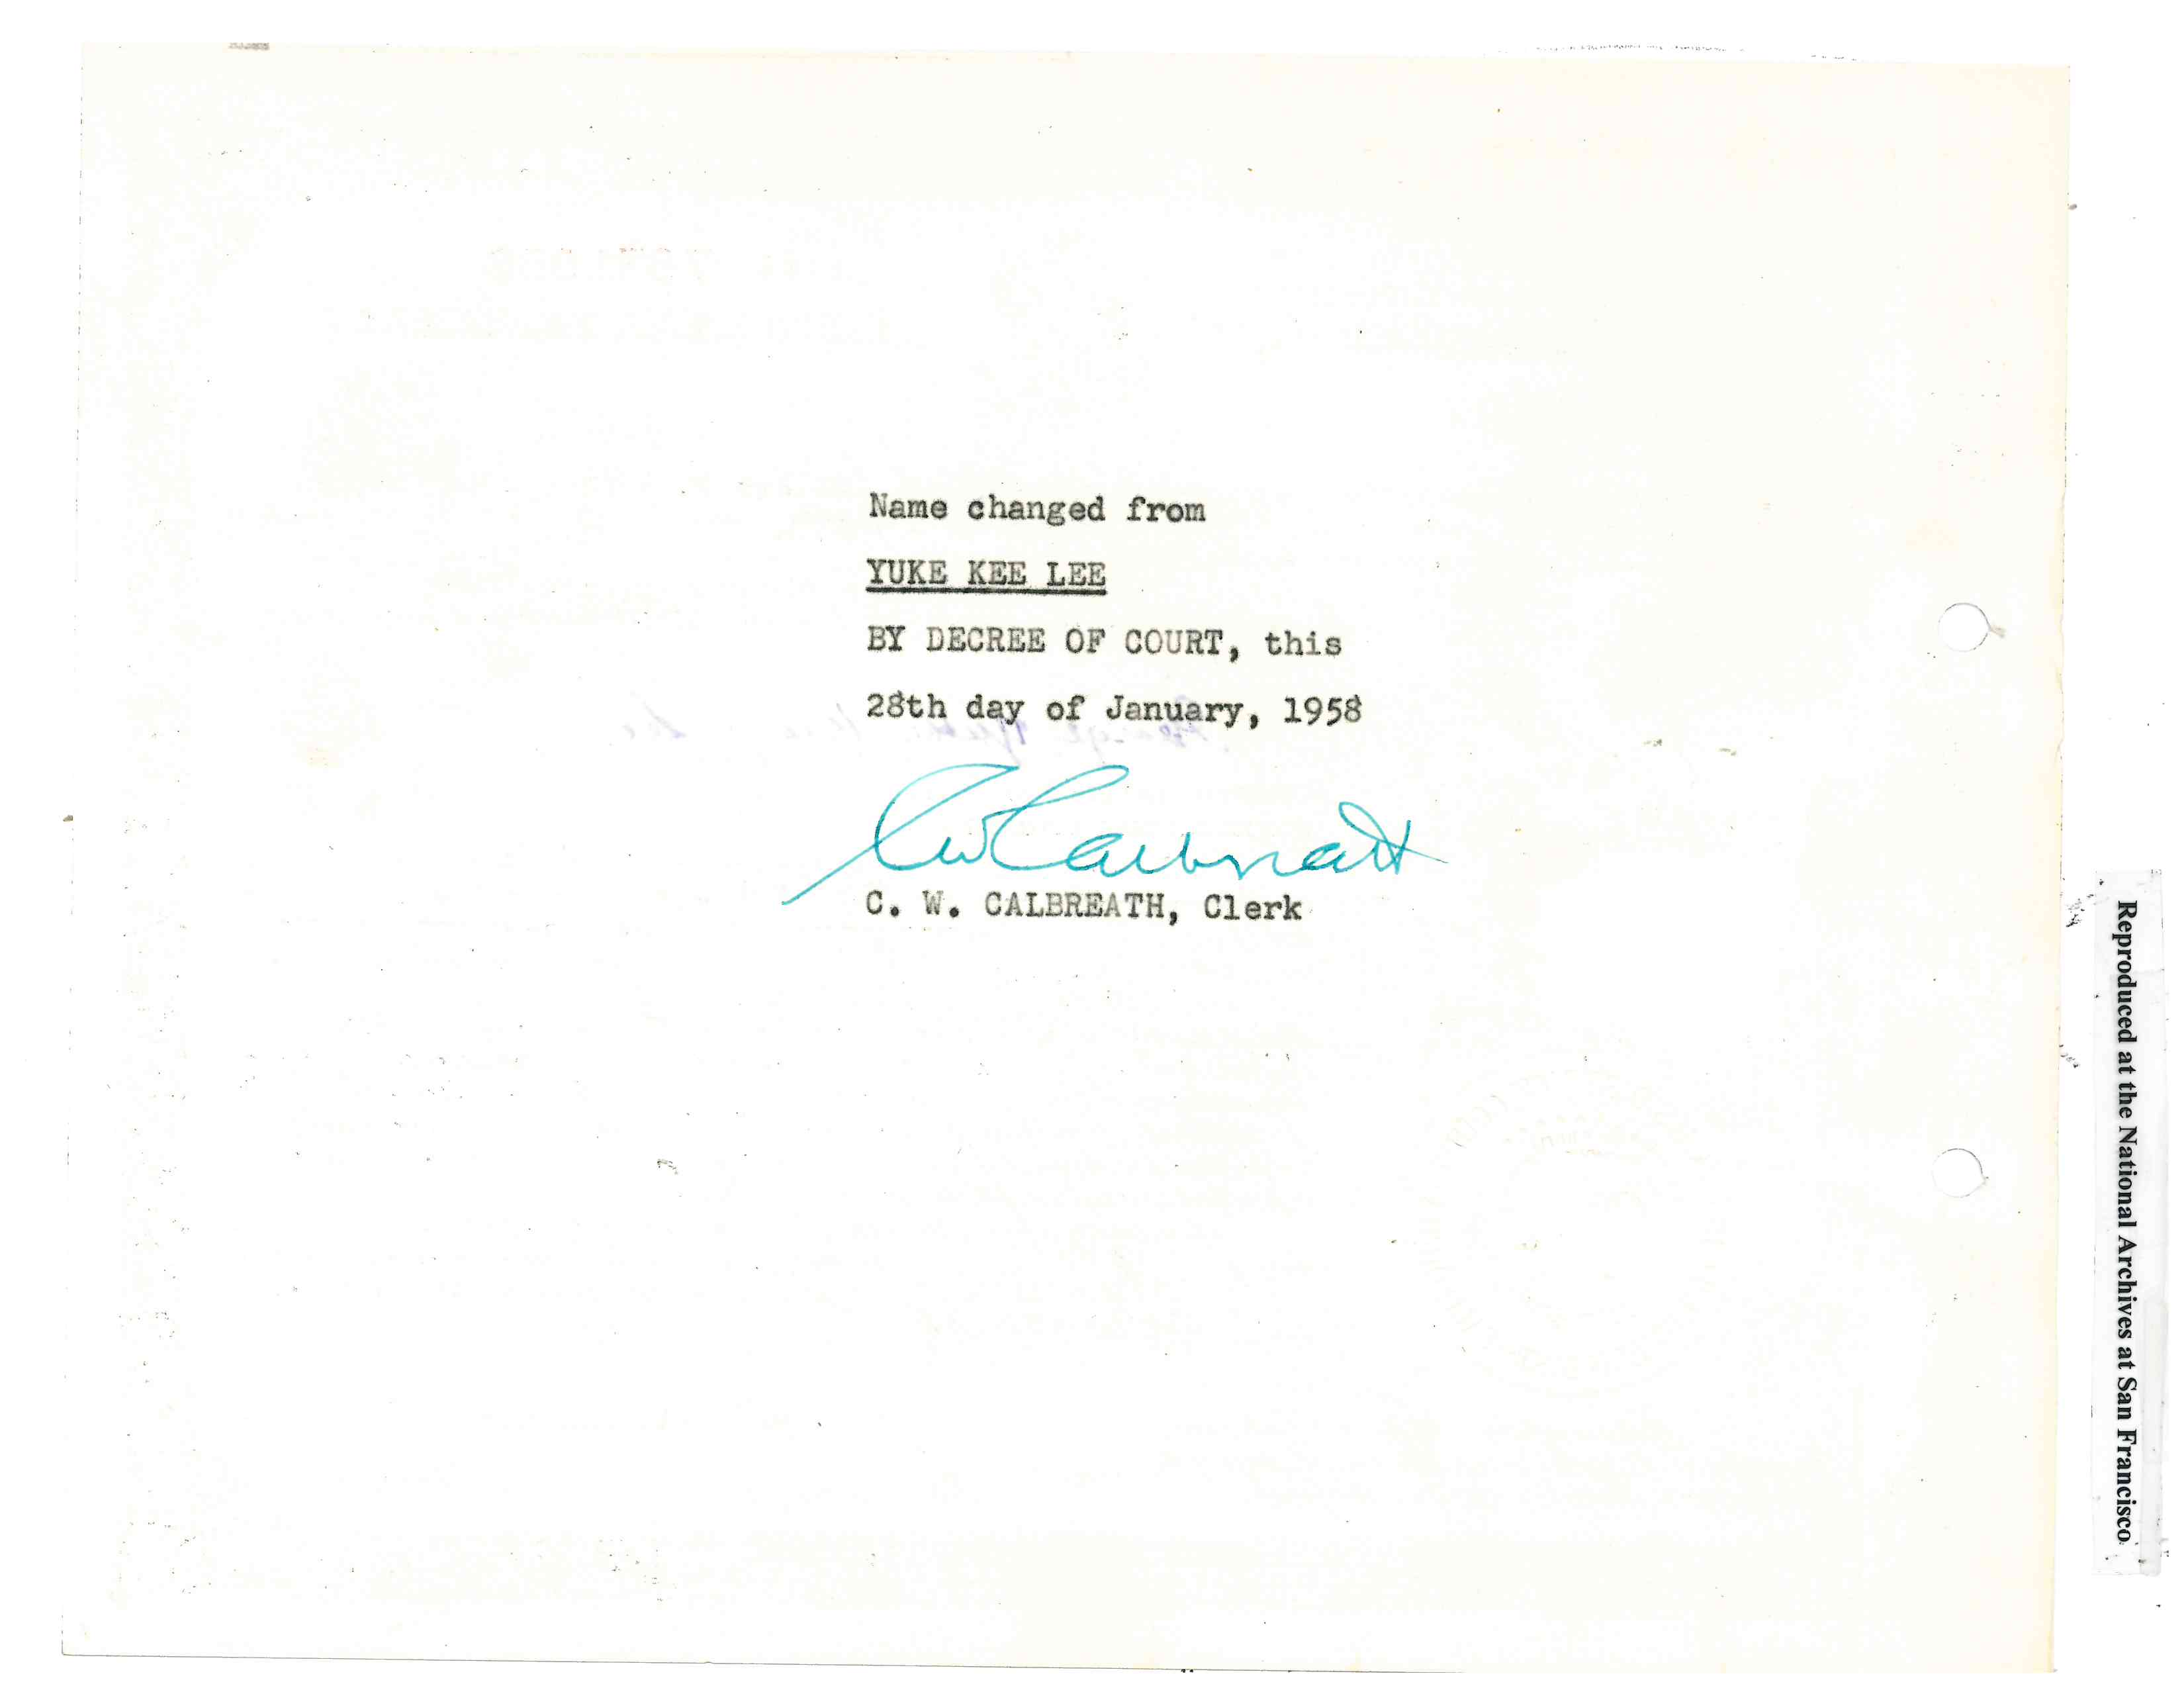 Name changed from
YUKE KEE LEE
BY DECREE OF COURT, this
28th day of January, 1958
CW Calbreath
C. W. CALBREATH, Clerk
Reproduced at the National Archives at San Francisco